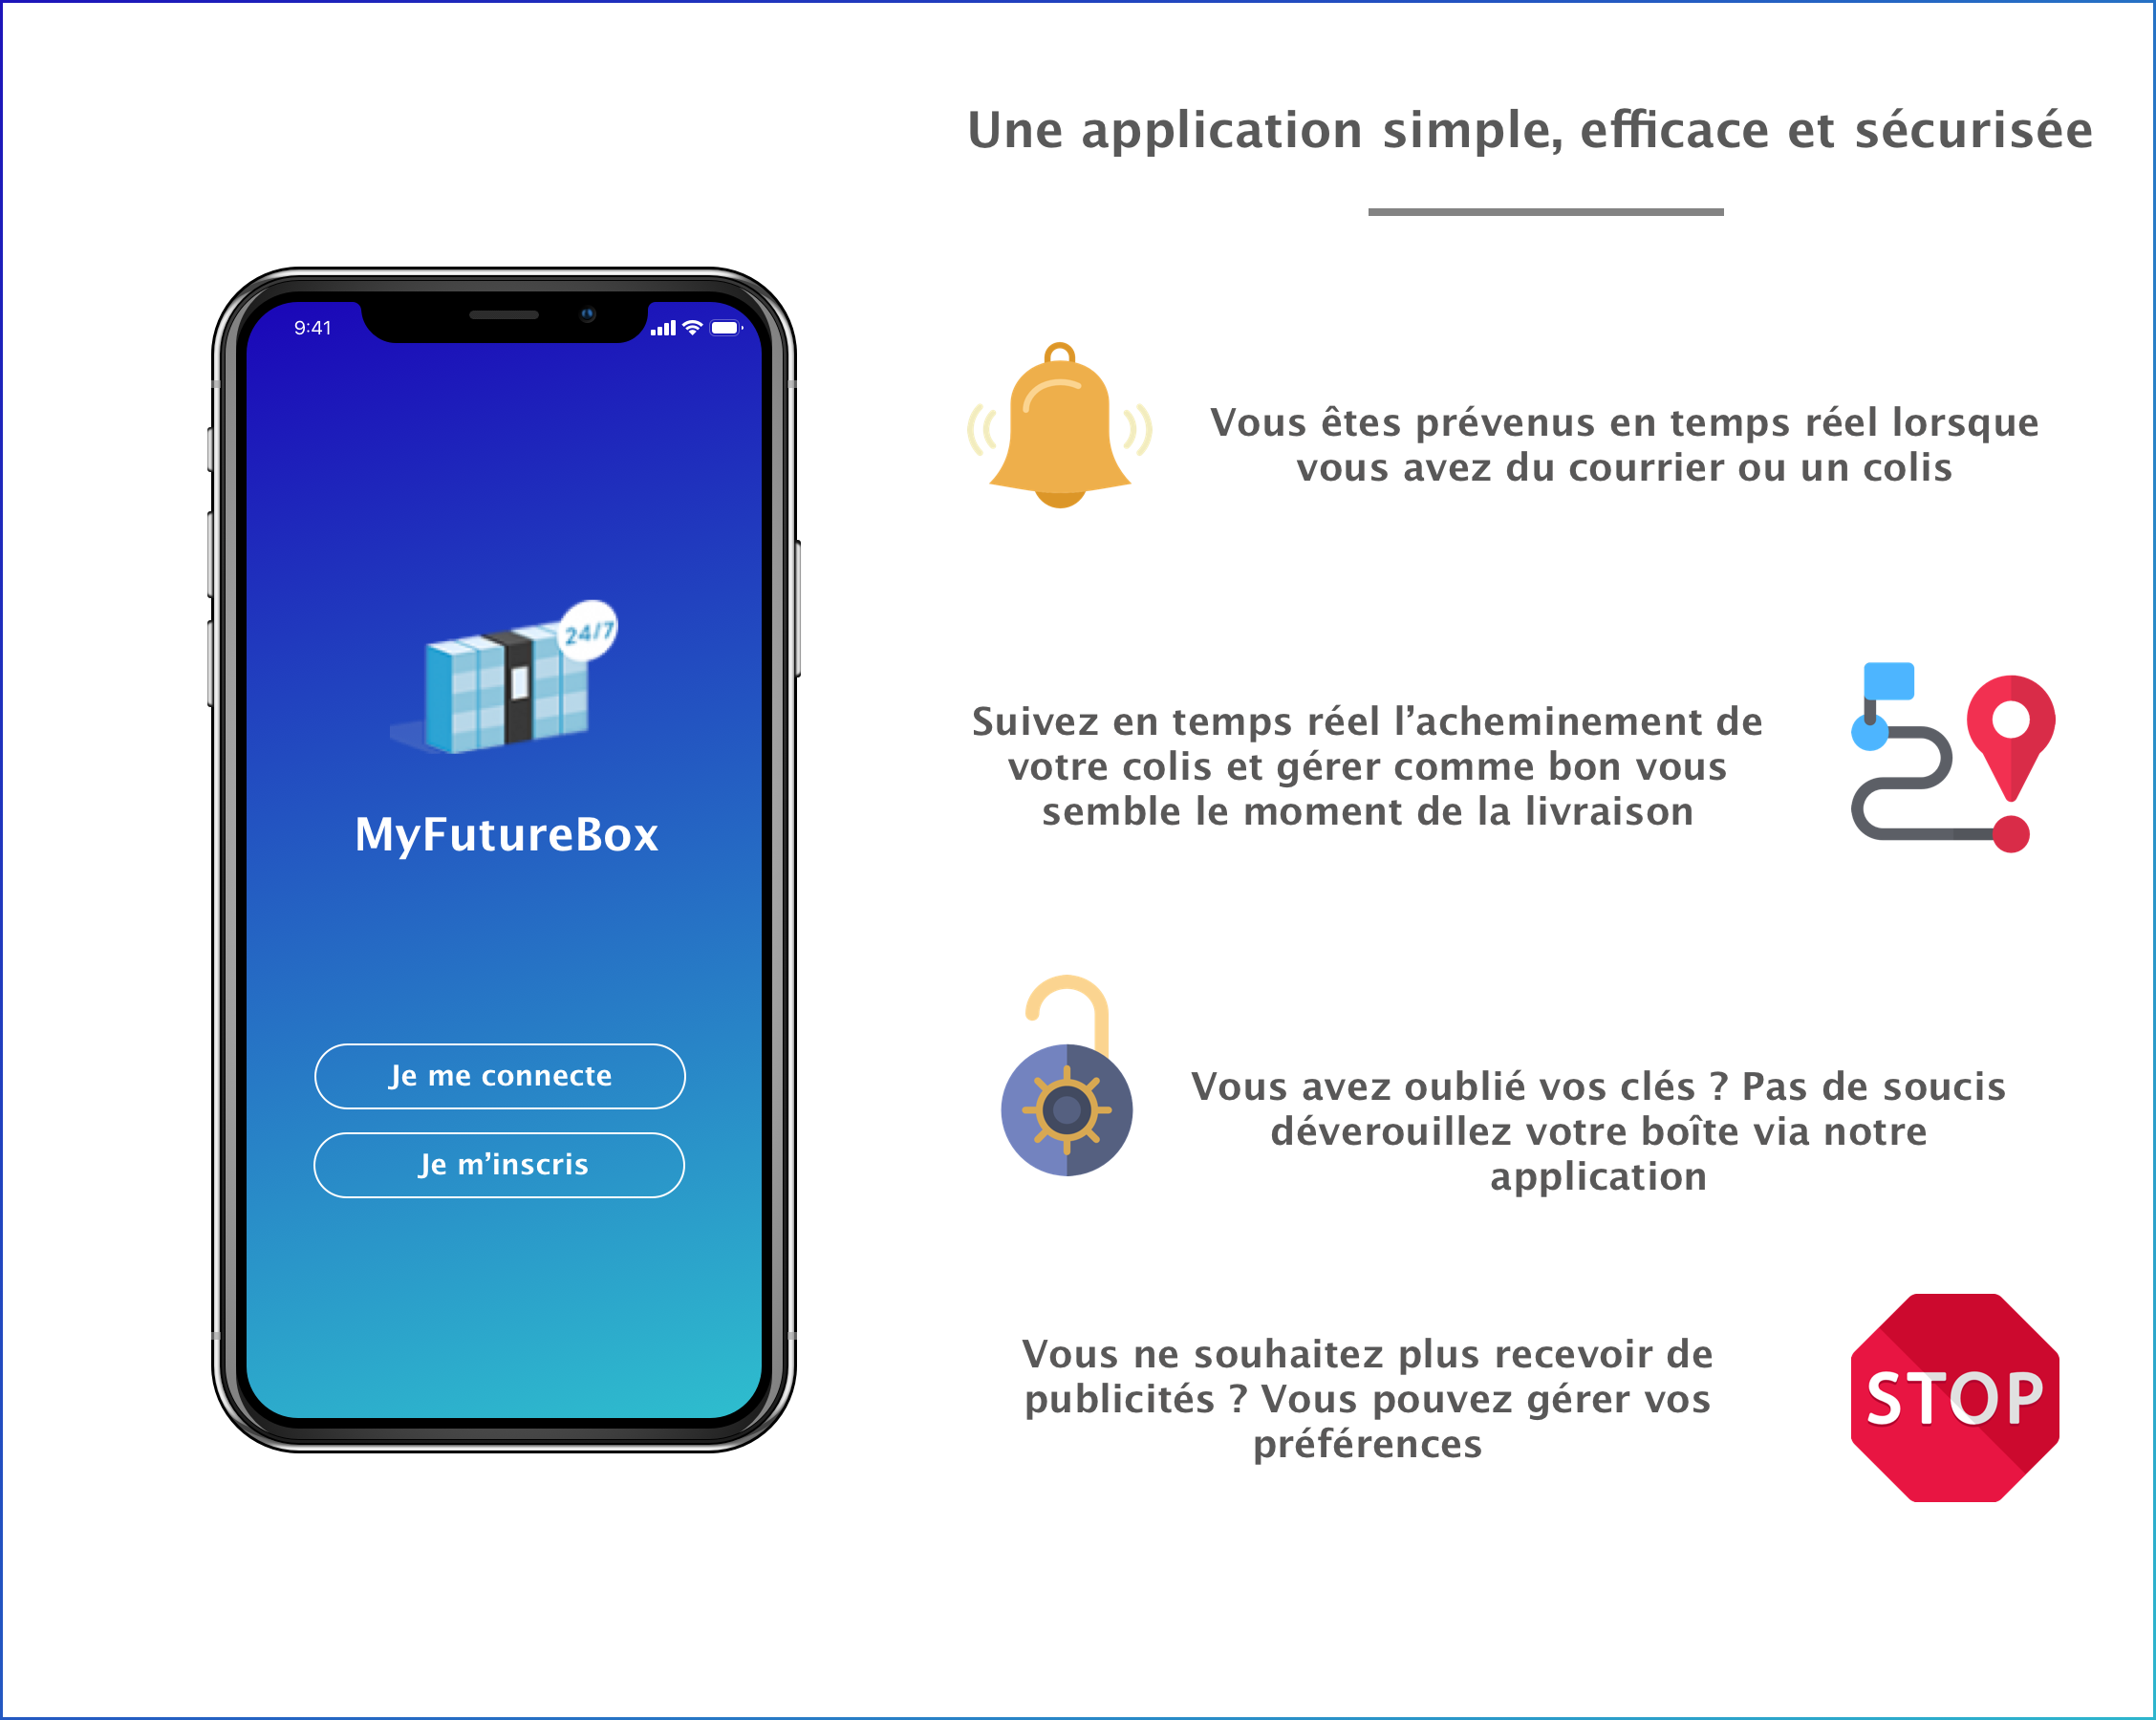 Une application simple, efficace et sécurisée
9:41
24/7
MyFutureBox
Je me connecte
Je m’inscris
Vous êtes prévenus en temps réel lorsque
vous avez du courrier ou un colis
Suivez en temps réel l’acheminement de
votre colis et gérer comme bon vous
semble le moment de la livraison
Vous avez oublié vos clés ? Pas de soucis
déverouillez votre boîte via notre
application
Vous ne souhaitez plus recevoir de
publicités ? Vous pouvez gérer vos
préférences
STOP